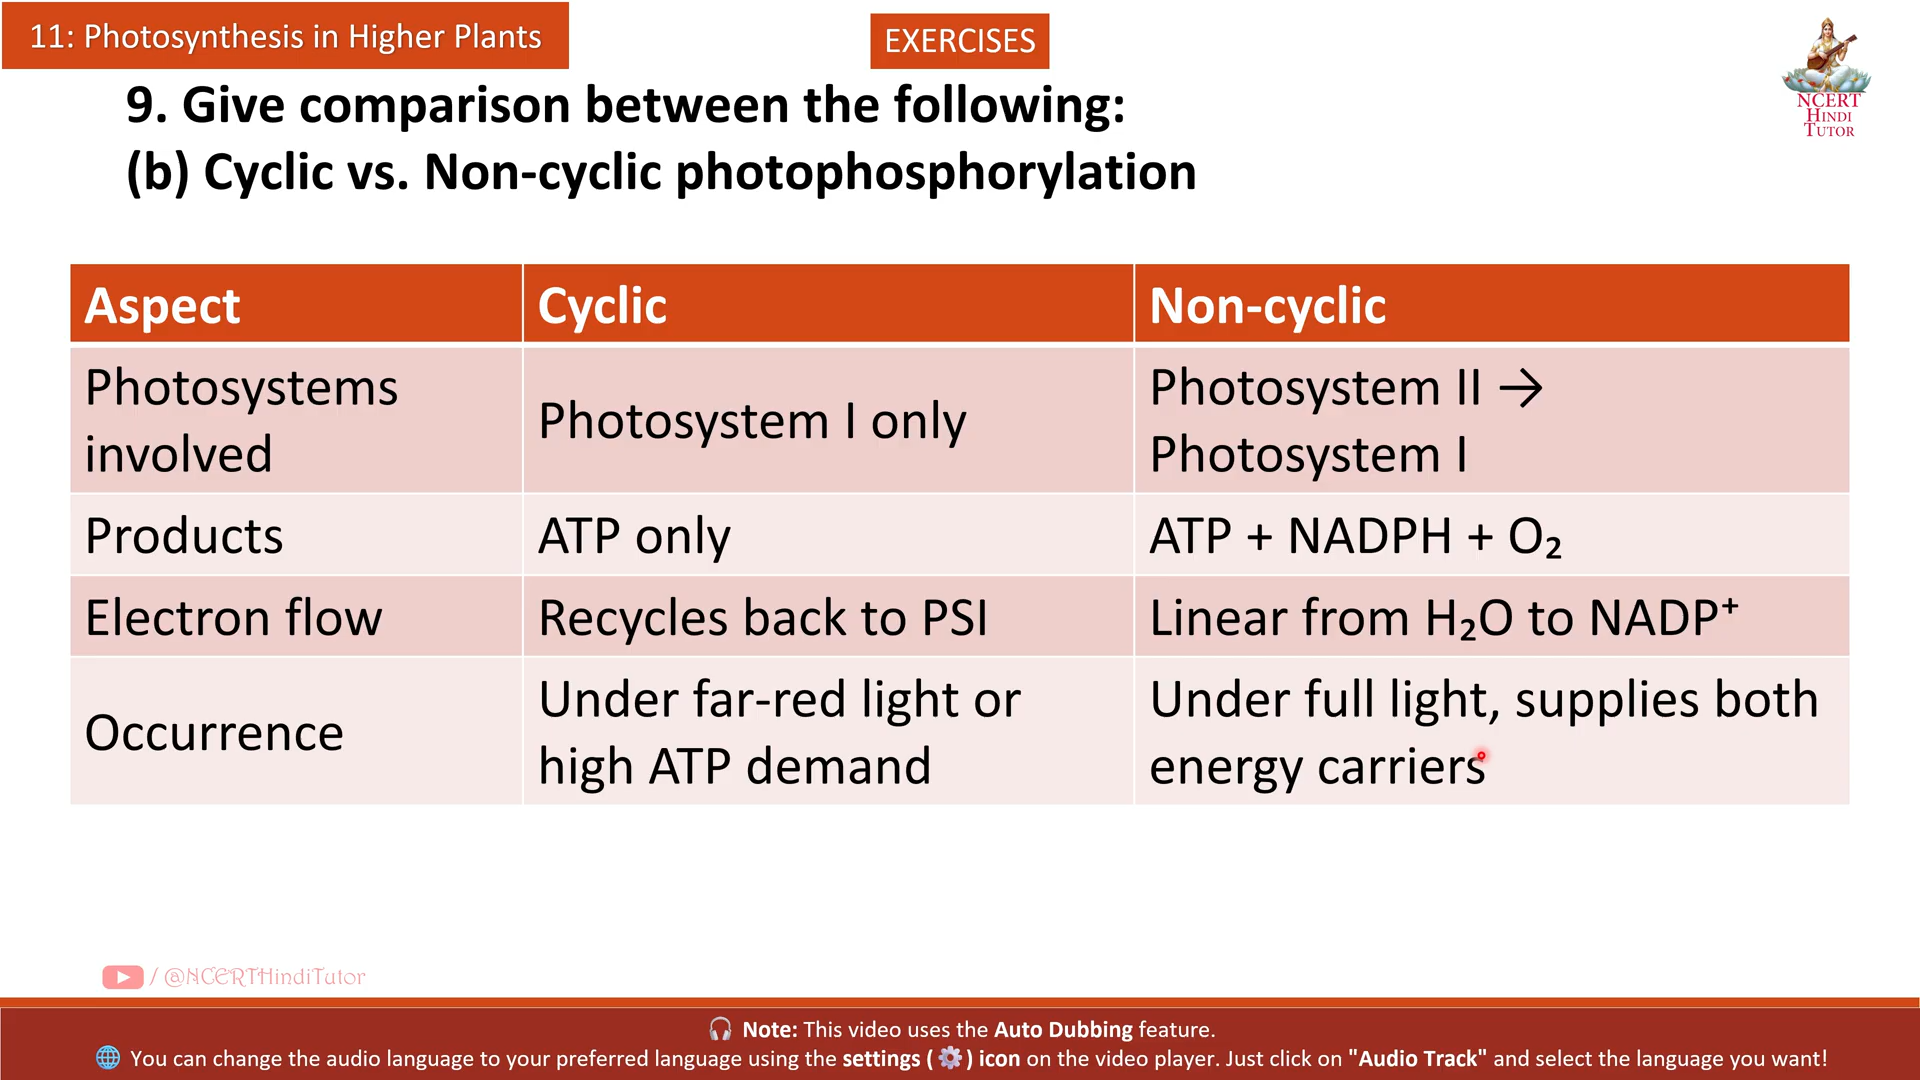 11: Photosynthesis in Higher Plants
EXERCISES
NCERT
HINDI
TUTOR
9. Give comparison between the following:
(b) Cyclic vs. Non-cyclic photophosphorylation
Aspect
Cyclic
Non-cyclic
Photosystems
involved
Photosystem I only
Photosystem II →
Photosystem I
Products
ATP only
ATP + NADPH + O₂
Electron flow
Recycles back to PSI
Linear from H₂O to NADP⁺
Occurrence
Under far-red light or
high ATP demand
Under full light, supplies both
energy carriers
/ @NCERTHindiTutor
🎧 Note: This video uses the Auto Dubbing feature.
🌐 You can change the audio language to your preferred language using the settings ( ⚙️ ) icon on the video player. Just click on "Audio Track" and select the language you want!